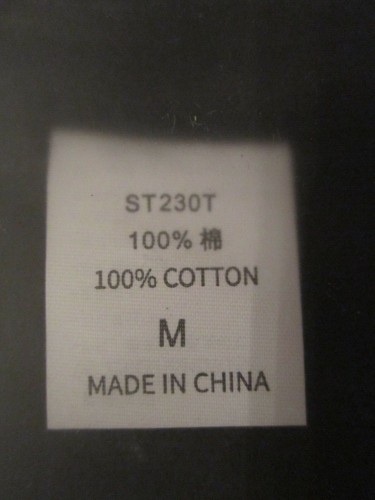 ST230T
100% 棉
100% COTTON
M
MADE IN CHINA